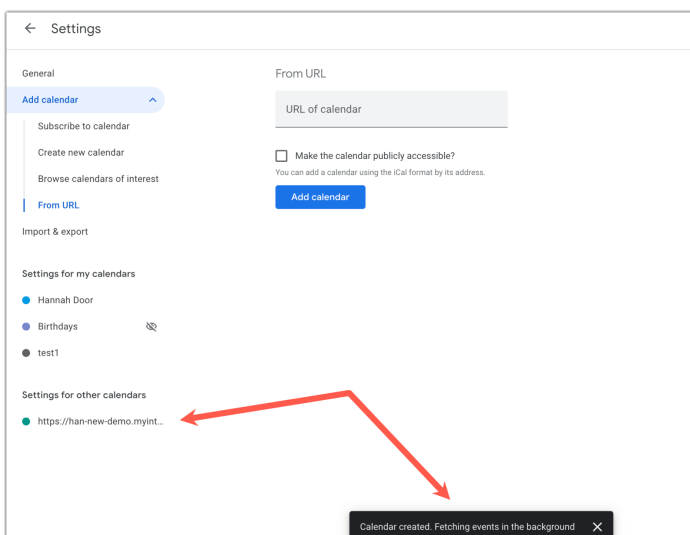 Settings
General
Add calendar
Subscribe to calendar
Create new calendar
Browse calendars of interest
From URL
Import & export
Settings for my calendars
Hannah Door
Birthdays
test1
Settings for other calendars
https://han-new-demo.myint...
From URL
URL of calendar
Make the calendar publicly accessible?
You can add a calendar using the iCal format by its address.
Add calendar
Calendar created. Fetching events in the background